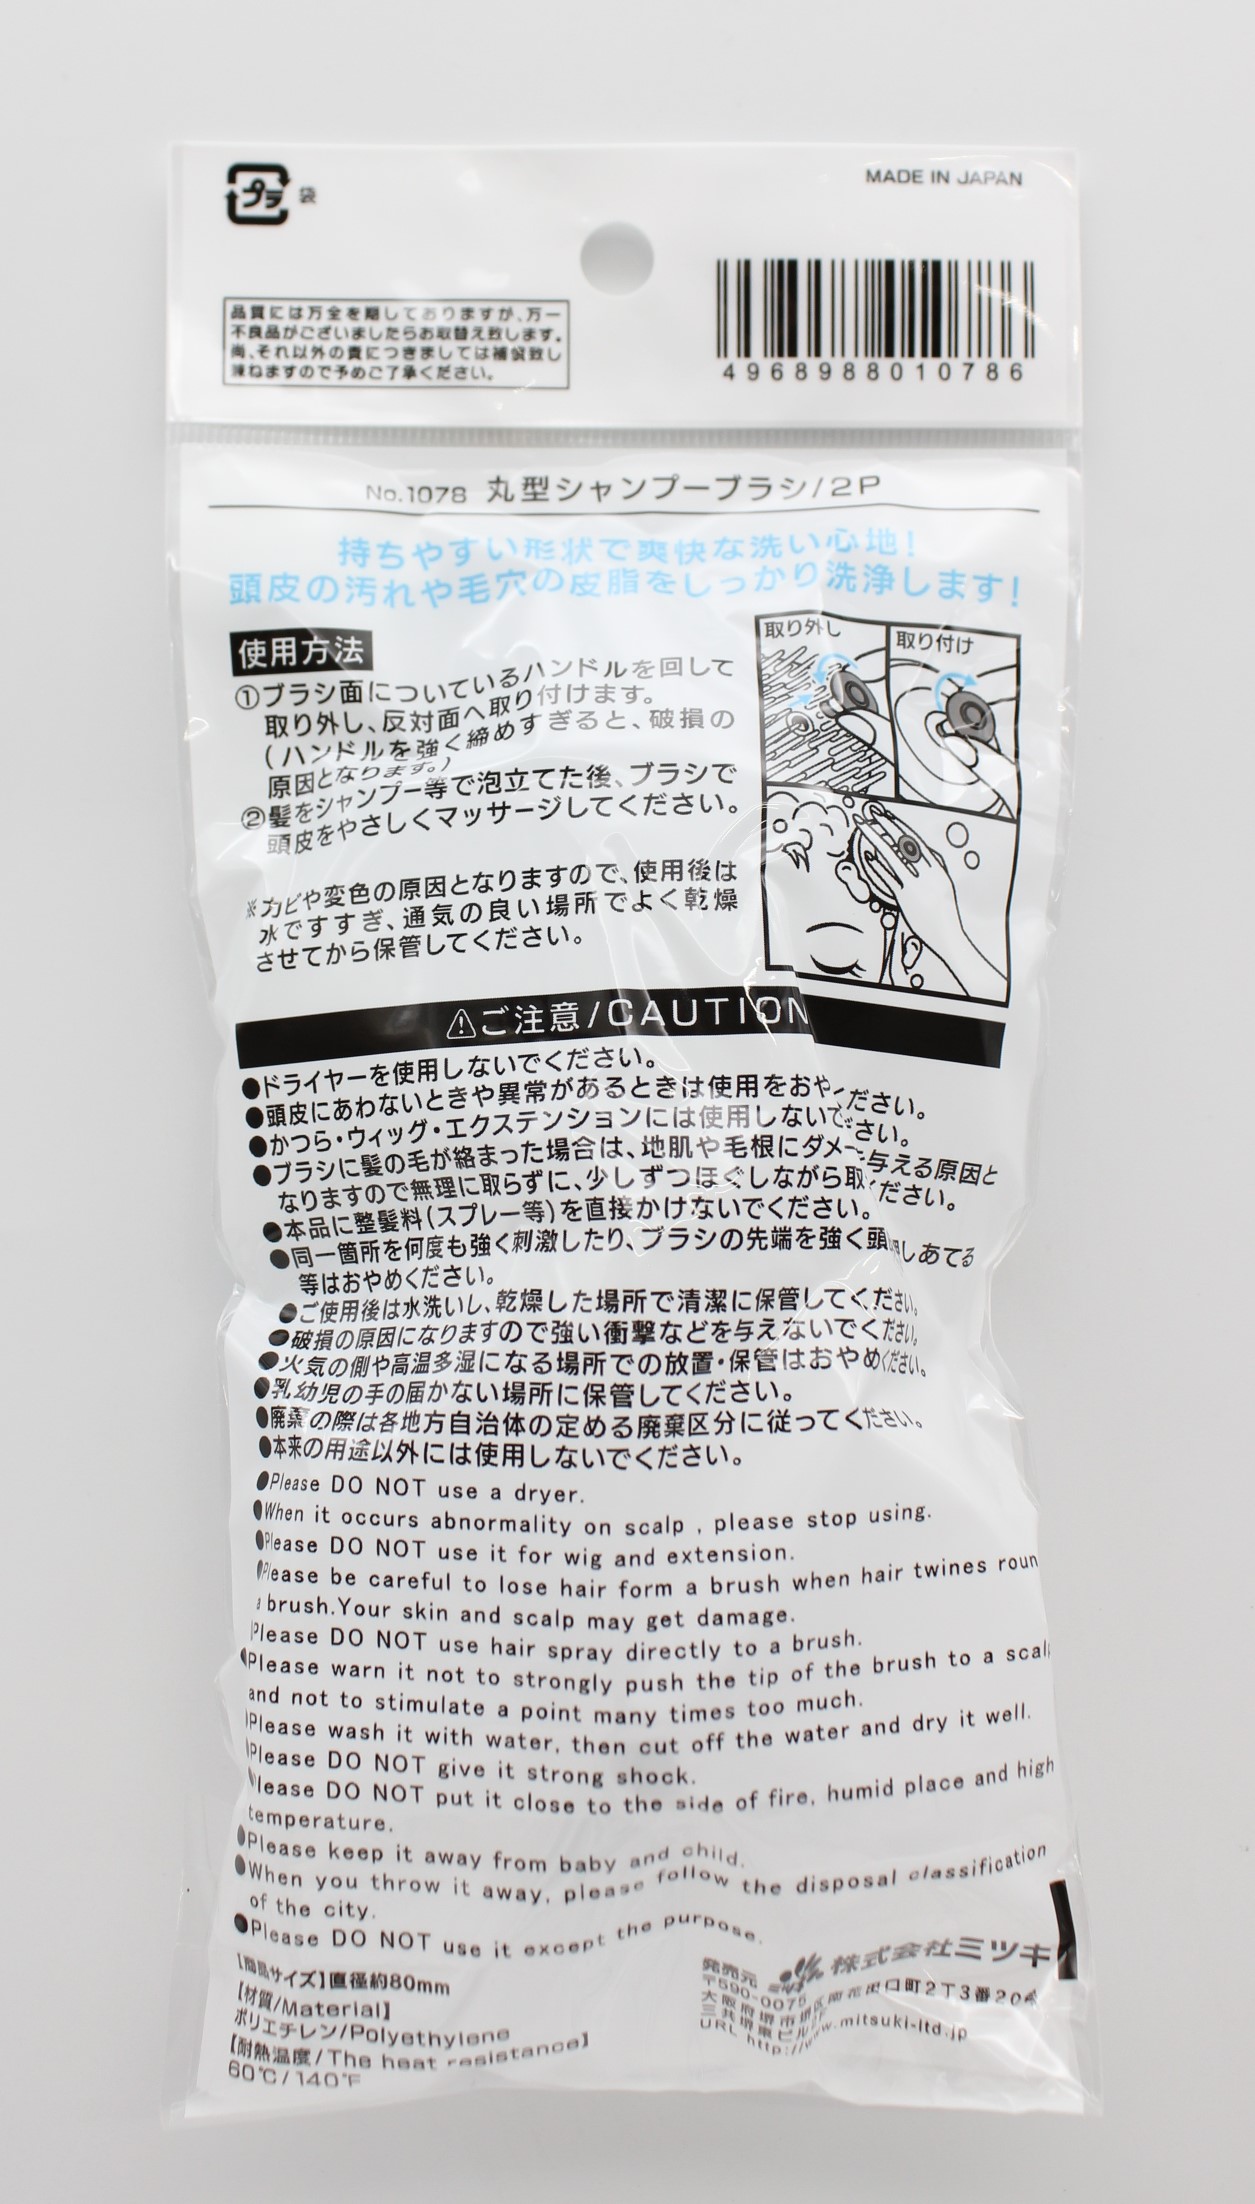 プラ 袋
MADE IN JAPAN
品質には万全を期しておりますが、万一
不良品がございましたらお取替え致します。
尚、それ以外の責につきましては補償致し
兼ねますので予めご了承ください。
4968988010786
No.1078 丸型シャンプーブラシ/2P
持ちやすい形状で爽快な洗い心地!
頭皮の汚れや毛穴の皮脂をしっかり洗浄します!
使用方法
①ブラシ面についているハンドルを回して
取り外し、反対面へ取り付けます。
(ハンドルを強く締めすぎると、破損の
原因となります。)
②髪をシャンプー等で泡立てた後、ブラシで
頭皮をやさしくマッサージしてください。
※カビや変色の原因となりますので、使用後は
水ですすぎ、通気の良い場所でよく乾燥
させてから保管してください。
取り外し
取り付け
⚠ご注意/CAUTION
●ドライヤーを使用しないでください。
●頭皮にあわないときや異常があるときは使用をおやください。
●かつら・ウィッグ・エクステンションには使用しないでださい。
●ブラシに髪の毛が絡まった場合は、地肌や毛根にダメーを与える原因と
なりますので無理に取らずに、少しずつほぐしながら取ください。
●本品に整髪料(スプレー等)を直接かけないでください。
●同一箇所を何度も強く刺激したり、ブラシの先端を強く頭押しあてる
等はおやめください。
●ご使用後は水洗いし、乾燥した場所で清潔に保管してください。
●破損の原因になりますので強い衝撃などを与えないでください。
●火気の側や高温多湿になる場所での放置・保管はおやめください。
●乳幼児の手の届かない場所に保管してください。
●廃棄の際は各地方自治体の定める廃棄区分に従ってください。
●本来の用途以外には使用しないでください。
●Please DO NOT use a dryer.
●When it occurs abnormality on scalp , please stop using.
●Please DO NOT use it for wig and extension.
●Please be careful to lose hair form a brush when hair twines roun
a brush.Your skin and scalp may get damage.
●Please DO NOT use hair spray directly to a brush.
●Please warn it not to strongly push the tip of the brush to a scalp
and not to stimulate a point many times too much.
●Please wash it with water, then cut off the water and dry it well.
●Please DO NOT give it strong shock.
●Please DO NOT put it close to the side of fire, humid place and high
temperature.
●Please keep it away from baby and child.
●When you throw it away, please follow the disposal classification
of the city.
●Please DO NOT use it except the purpose.
【商品サイズ】直径約80mm
【材質/Material】
ポリエチレン/Polyethylene
【耐熱温度/The heat resistance】
60℃/140°F
発売元 ミツキ 株式会社ミツキ
〒590-0075
大阪府堺市堺区南花田口町2丁3番20号
三共堺東ビル
URL http://www.mitsuki-ltd.jp